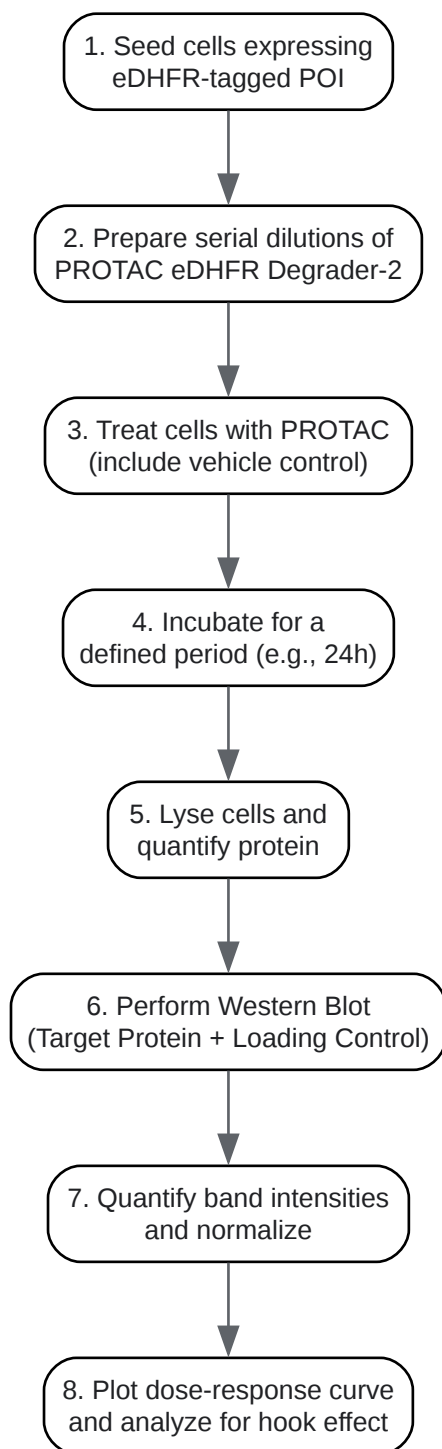 1. Seed cells expressing
eDHFR-tagged POI
2. Prepare serial dilutions of
PROTAC eDHFR Degrader-2
3. Treat cells with PROTAC
(include vehicle control)
4. Incubate for a
defined period (e.g., 24h)
5. Lyse cells and
quantify protein
6. Perform Western Blot
(Target Protein + Loading Control)
7. Quantify band intensities
and normalize
8. Plot dose-response curve
and analyze for hook effect